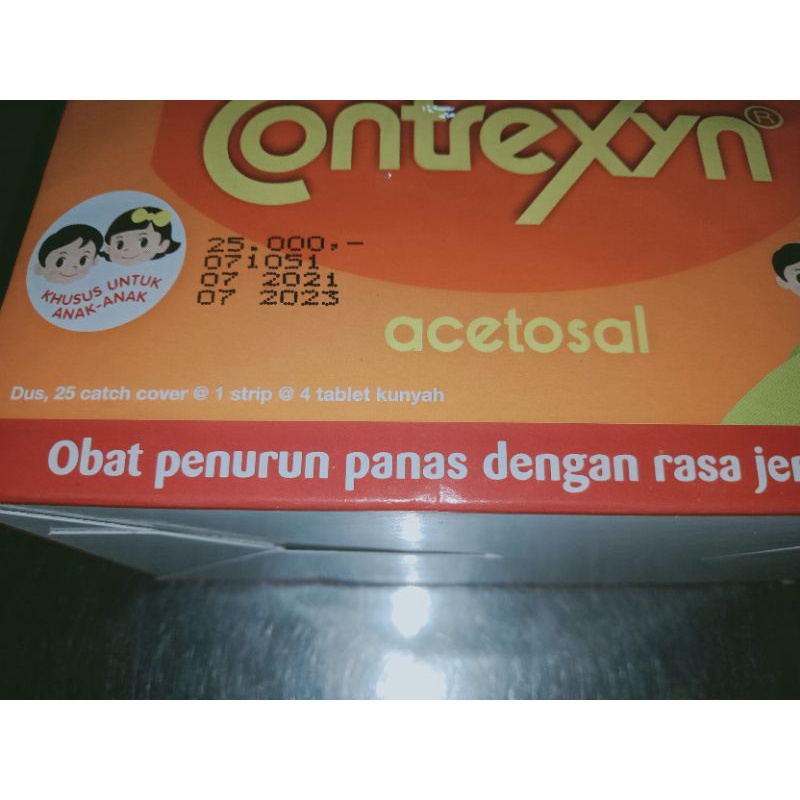 Contrexyn®
KHUSUS UNTUK
ANAK-ANAK
25.000,-
071051
07 2021
07 2023
acetosal
Dus, 25 catch cover @ 1 strip @ 4 tablet kunyah
Obat penurun panas dengan rasa